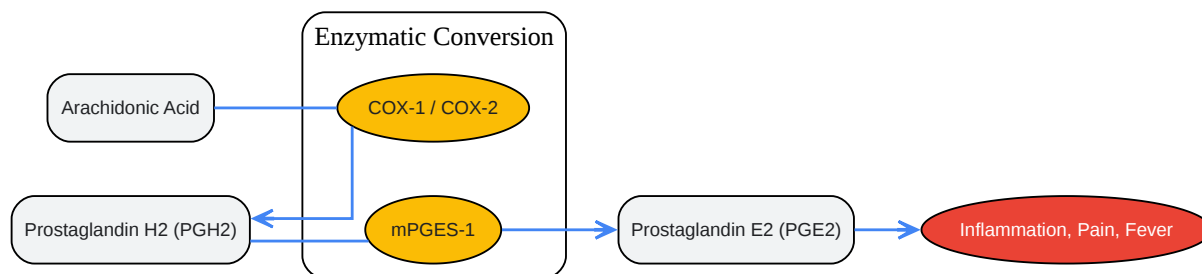 Enzymatic Conversion
Arachidonic Acid
COX-1 / COX-2
Prostaglandin H2 (PGH2)
mPGES-1
Prostaglandin E2 (PGE2)
Inflammation, Pain, Fever